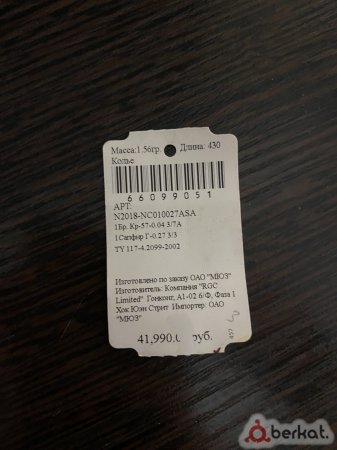 Масса:1.56гр. Длина: 430
Колье
66099051
АРТ:
N2018-NC010027ASA
1Бр. Кр-57-0.04 3/7А
1Сапфир Г-0.27 3/3
ТУ 117-4.2099-2002
Изготовлено по заказу ОАО "МЮЗ"
Изготовитель: Компания "RGC
Limited" Гонконг, А1-02 6/Ф, Фаза 1
Хок Юэн Стрит Импортер: ОАО
"МЮЗ"
41,990.0 руб.
berkat.